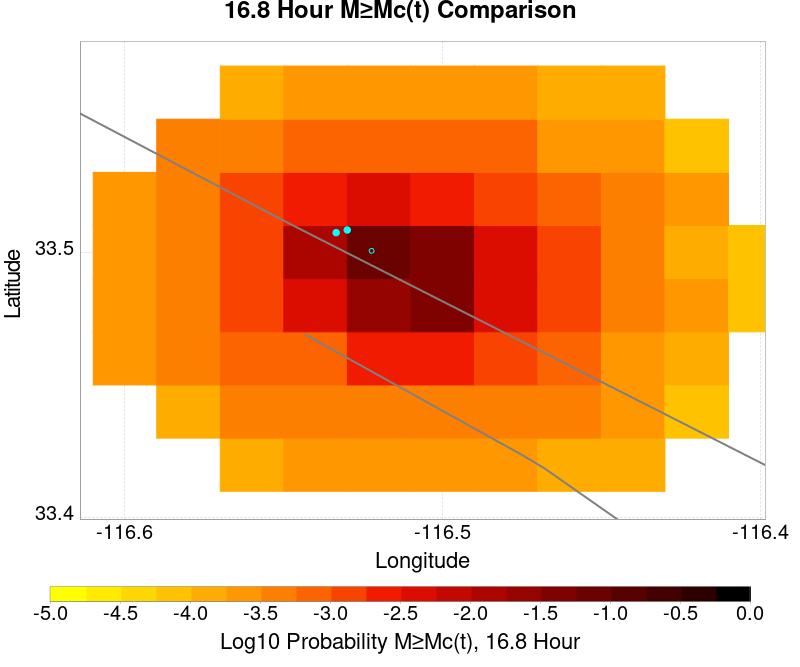 16.8 Hour M≥Mc(t) Comparison
Latitude
33.5
33.4
-116.6 -116.5 -116.4
Longitude
-5.0 -4.5 -4.0 -3.5 -3.0 -2.5 -2.0 -1.5 -1.0 -0.5 0.0
Log10 Probability M≥Mc(t), 16.8 Hour